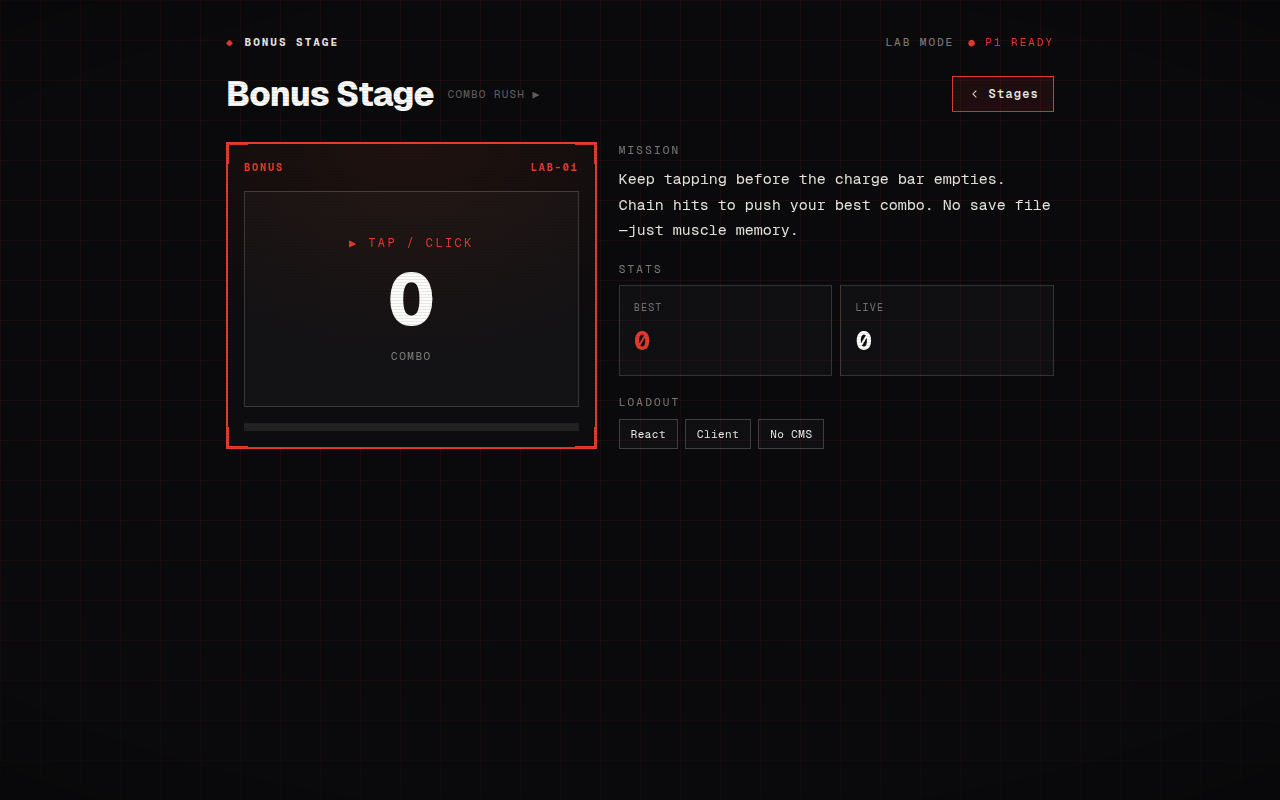 ◆ BONUS STAGE
LAB MODE ● P1 READY
Bonus Stage COMBO RUSH ▶
‹ Stages
BONUS LAB-01
▶ TAP / CLICK
0
COMBO
MISSION
Keep tapping before the charge bar empties.
Chain hits to push your best combo. No save file
—just muscle memory.
STATS
BEST LIVE
0 0
LOADOUT
React Client No CMS